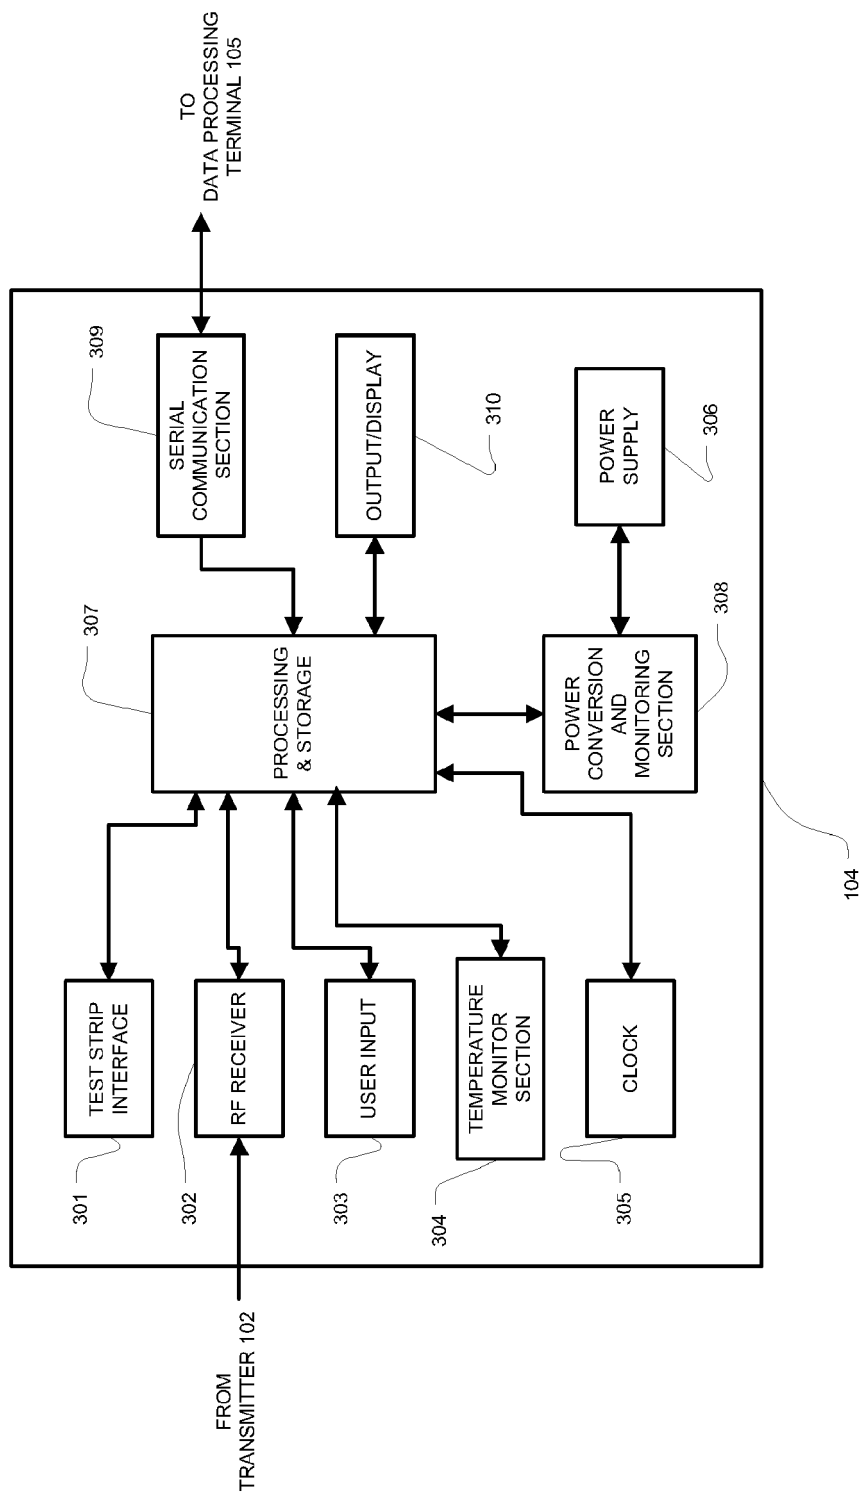 FROM
TRANSMITTER 102
301
TEST STRIP
INTERFACE
302
RF RECEIVER
303
USER INPUT
304
TEMPERATURE
MONITOR
SECTION
305
CLOCK
307
PROCESSING
& STORAGE
308
POWER
CONVERSION
AND
MONITORING
SECTION
309
SERIAL
COMMUNICATION
SECTION
310
OUTPUT/DISPLAY
306
POWER
SUPPLY
104
TO
DATA PROCESSING
TERMINAL 105